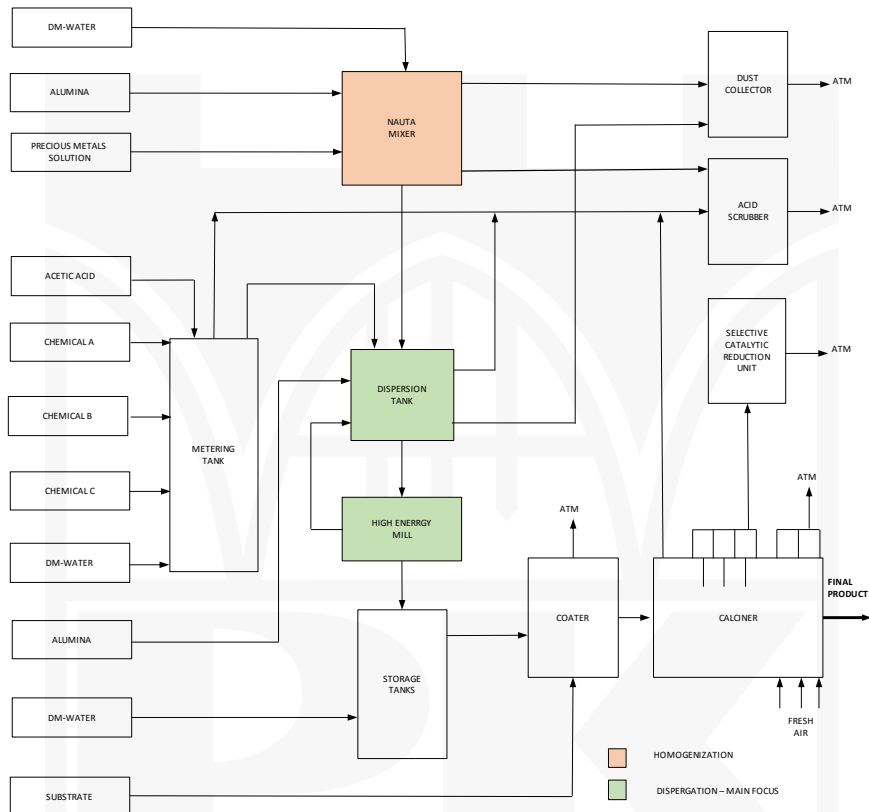 DM-WATER
ALUMINA
PRECIOUS METALS
SOLUTION
NAUTA
MIXER
DUST
COLLECTOR
ATM
ACID
SCRUBBER
ATM
ACETIC ACID
CHEMICAL A
CHEMICAL B
CHEMICAL C
DM-WATER
METERING
TANK
DISPERSION
TANK
SELECTIVE
CATALYTIC
REDUCTION
UNIT
ATM
HIGH ENERRGY
MILL
ATM
ATM
ALUMINA
DM-WATER
SUBSTRATE
STORAGE
TANKS
COATER
CALCINER
FINAL
PRODUCT
FRESH
AIR
HOMOGENIZATION
DISPERGATION – MAIN FOCUS